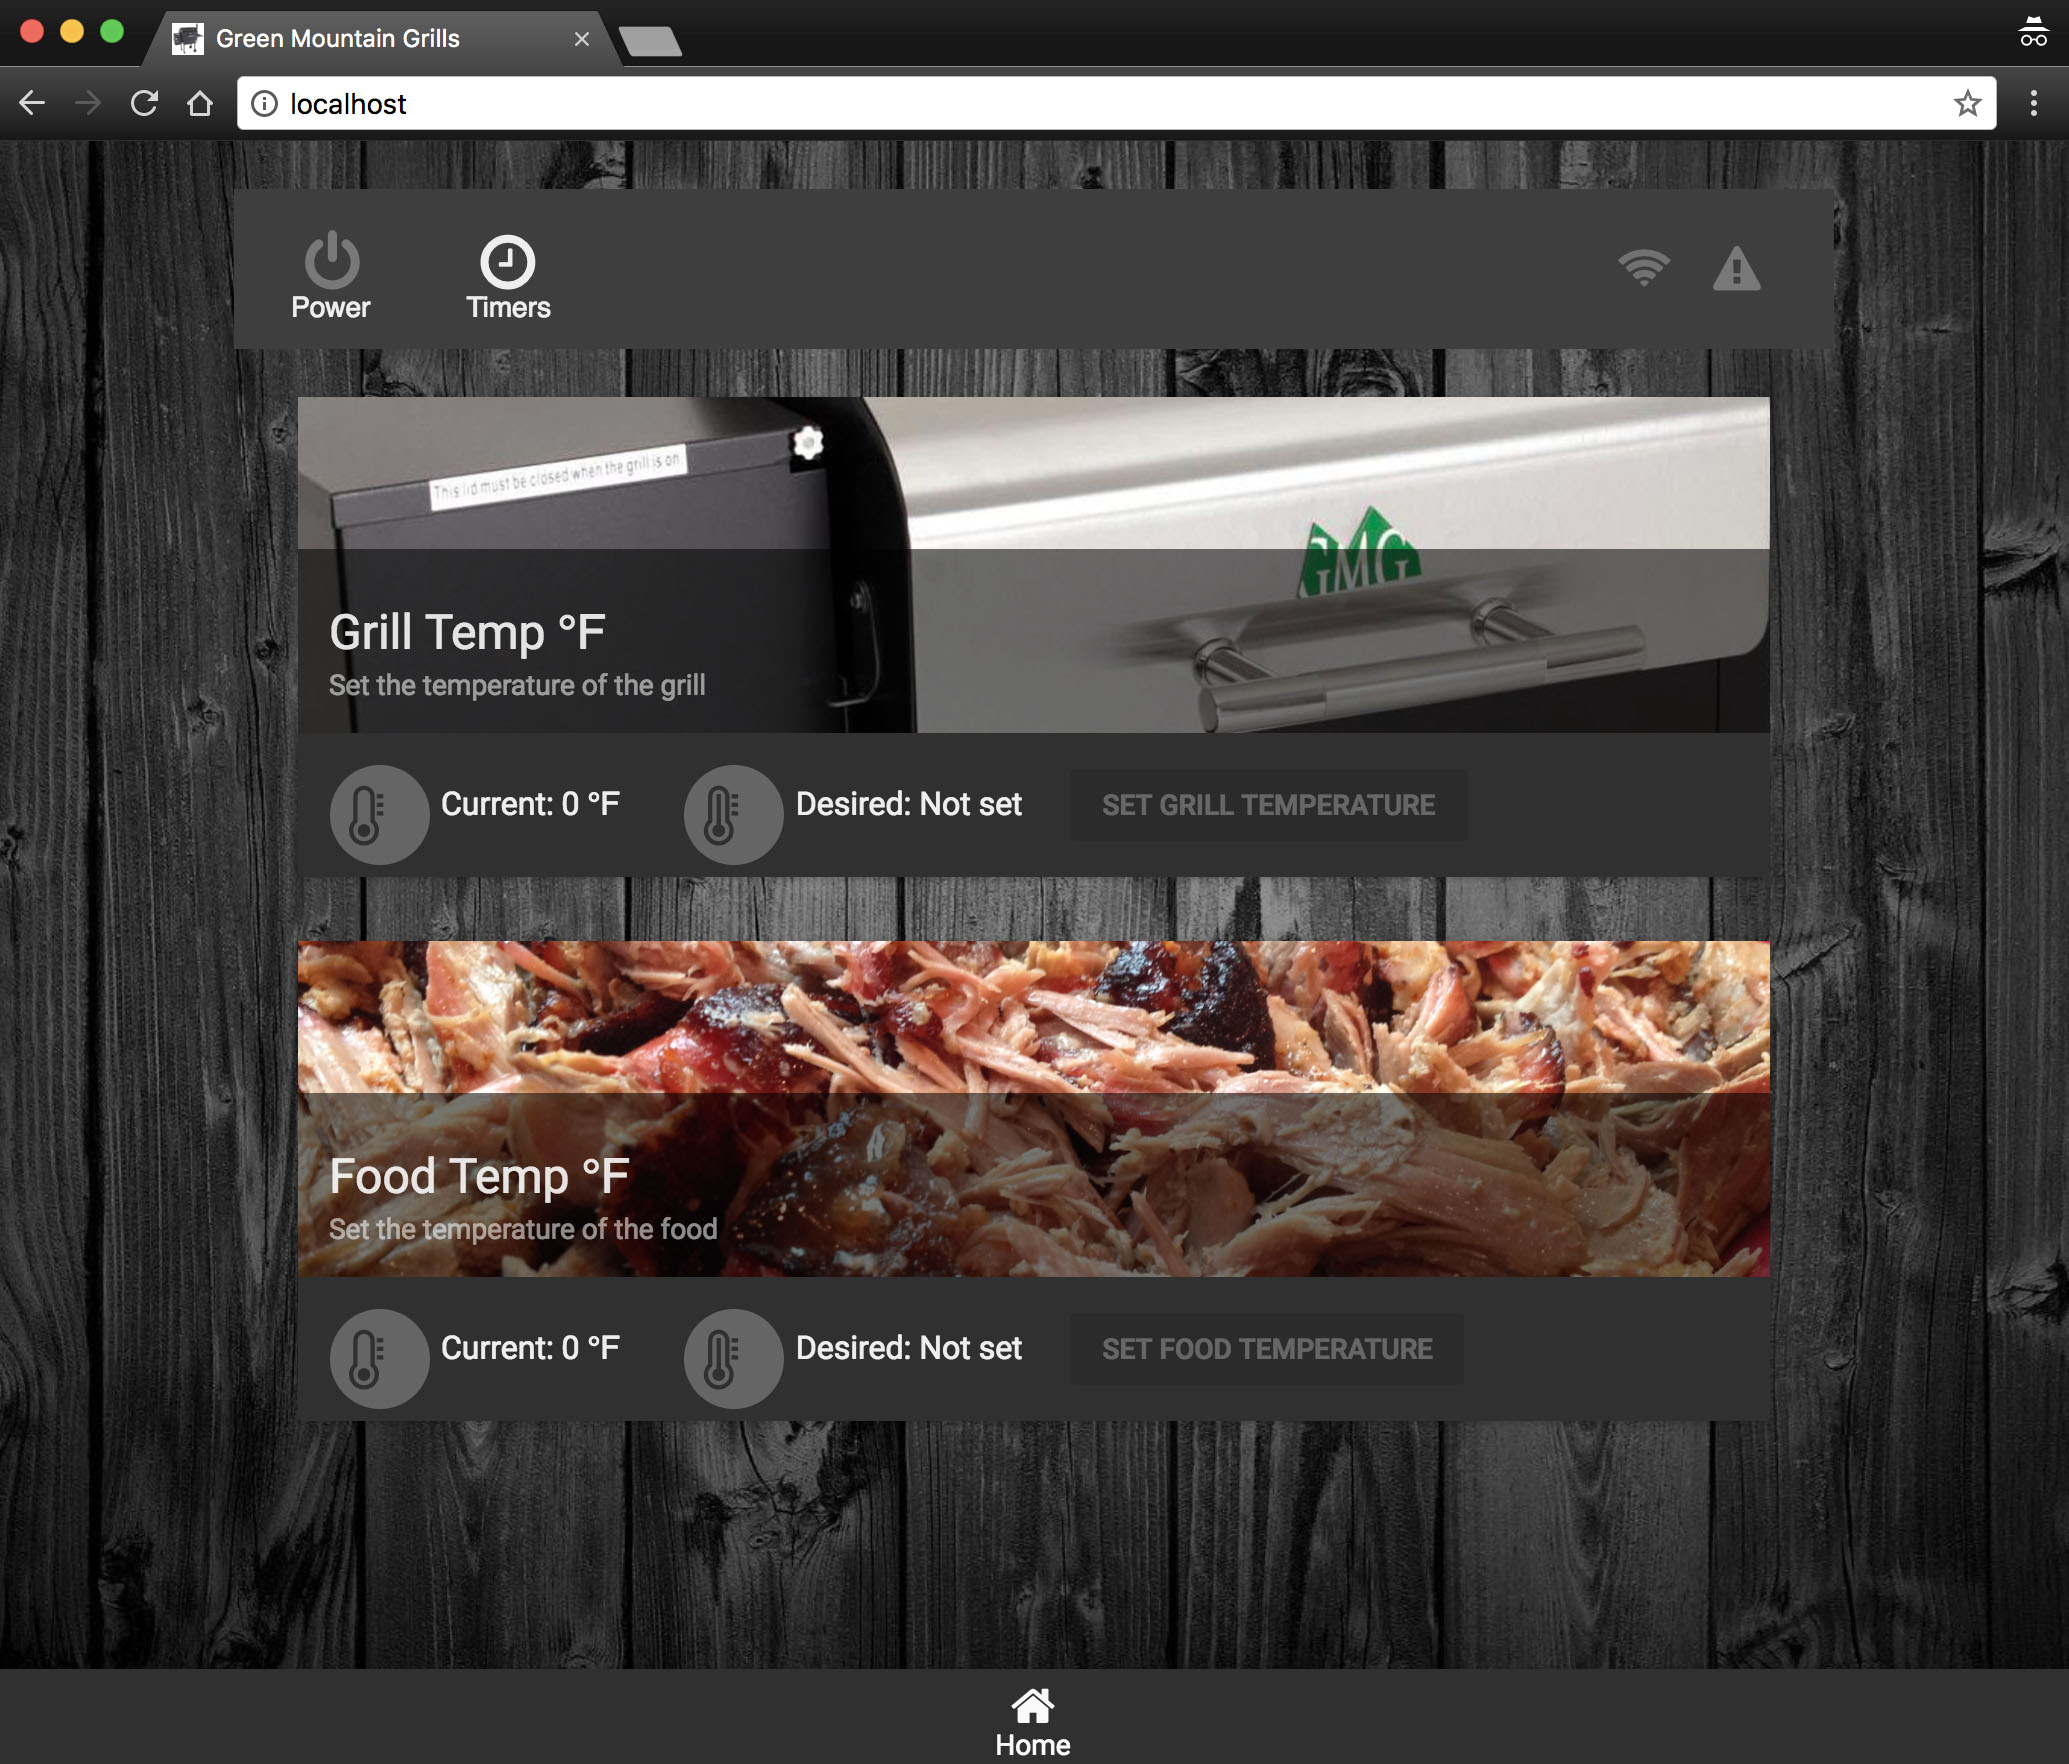 Green Mountain Grills
localhost
Power
Timers
This lid must be closed when the grill is on.
GMG
Grill Temp °F
Set the temperature of the grill
Current: 0 °F
Desired: Not set
SET GRILL TEMPERATURE
Food Temp °F
Set the temperature of the food
Current: 0 °F
Desired: Not set
SET FOOD TEMPERATURE
Home